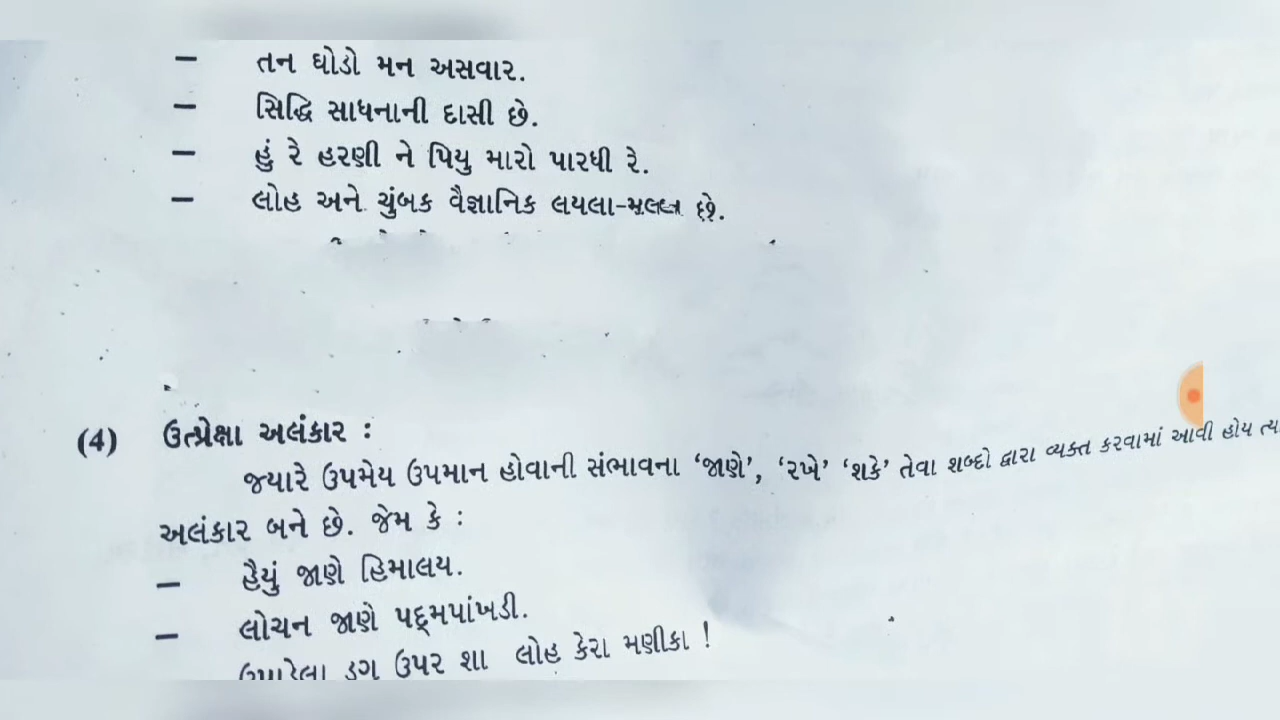 – તન ઘોડો મન અસવાર.
– સિદ્ધિ સાધનાની દાસી છે.
– હું રે હરણી ને પિયુ મારો પારધી રે.
– લોહ અને ચુંબક વૈજ્ઞાનિક લયલા- છે.
(4) ઉત્પ્રેક્ષા અલંકાર :
જ્યારે ઉપમેય ઉપમાન હોવાની સંભાવના ‘જાણે’, ‘રખે’ ‘શકે’ તેવા શબ્દો દ્વારા વ્યક્ત કરવામાં આવી હોય
અલંકાર બને છે. જેમ કે :
– હૈયું જાણે હિમાલય.
– લોચન જાણે પદ્મપાંખડી.
ડગ ઉપર શા લોહ કેરા મણીકા !